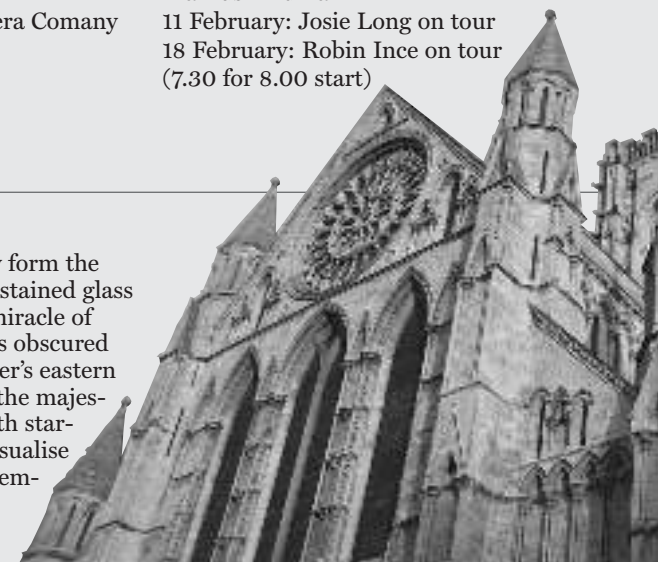 era Comany
11 February: Josie Long on tour
18 February: Robin Ince on tour
(7.30 for 8.00 start)
form the
stained glass
miracle of
s obscured
er’s eastern
the majes-
th star-
sualise
em-